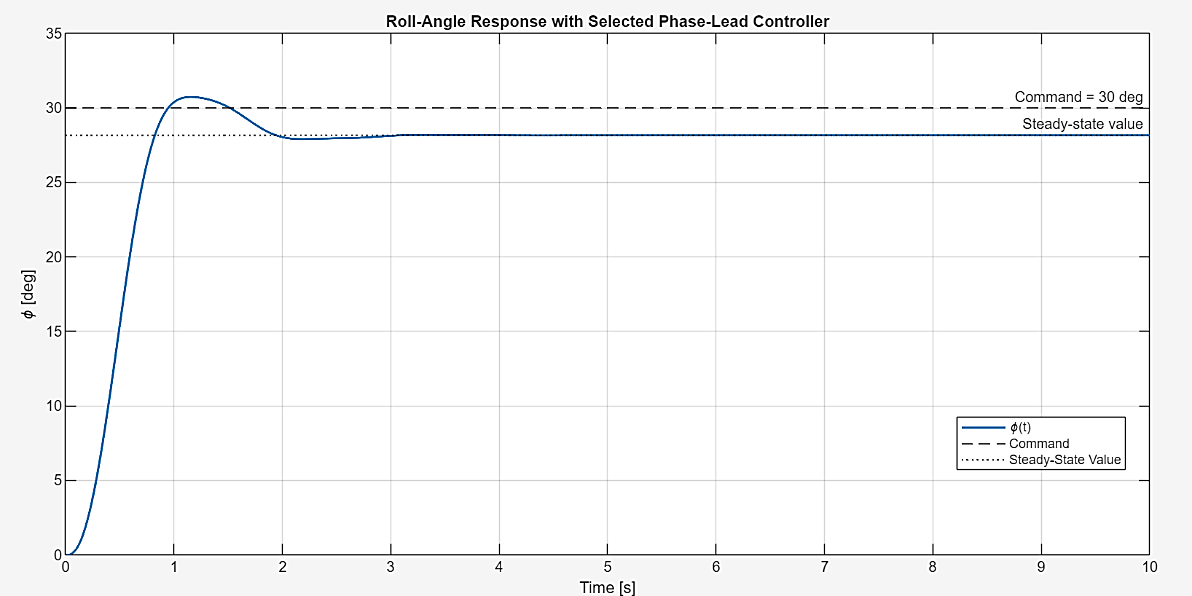 Roll-Angle Response with Selected Phase-Lead Controller
35
30
25
20
15
10
5
0
ϕ [deg]
Command = 30 deg
Steady-state value
ϕ(t)
Command
Steady-State Value
0 1 2 3 4 5 6 7 8 9 10
Time [s]